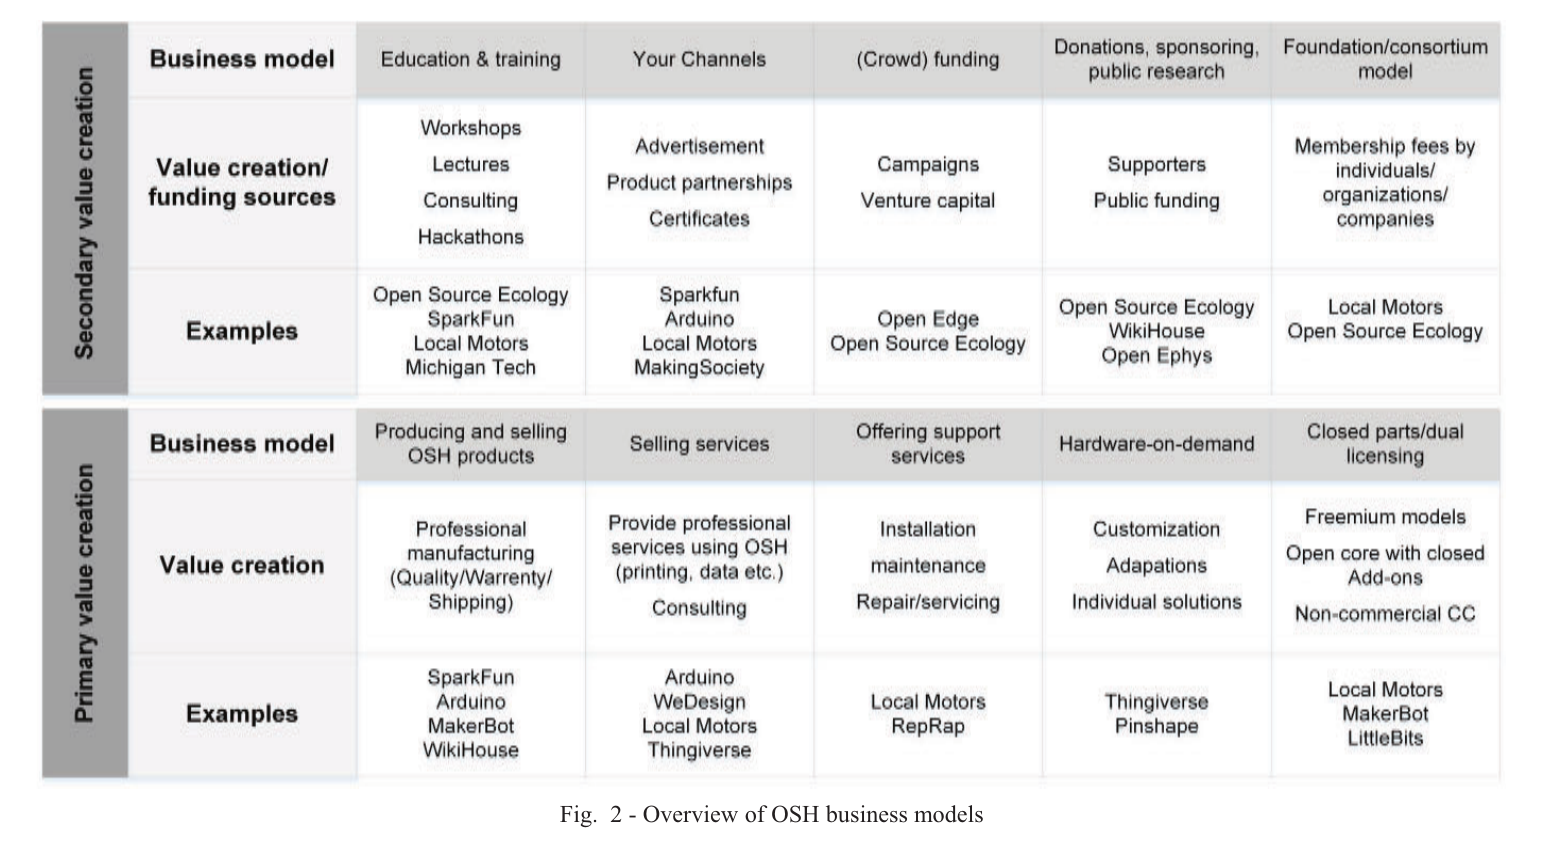 Secondary value creation
Business model
Education & training
Your Channels
(Crowd) funding
Donations, sponsoring,
public research
Foundation/consortium
model
Value creation/
funding sources
Workshops
Lectures
Consulting
Hackathons
Advertisement
Product partnerships
Certificates
Campaigns
Venture capital
Supporters
Public funding
Membership fees by
individuals/
organizations/
companies
Examples
Open Source Ecology
SparkFun
Local Motors
Michigan Tech
Sparkfun
Arduino
Local Motors
MakingSociety
Open Edge
Open Source Ecology
Open Source Ecology
WikiHouse
Open Ephys
Local Motors
Open Source Ecology
Primary value creation
Business model
Producing and selling
OSH products
Selling services
Offering support
services
Hardware-on-demand
Closed parts/dual
licensing
Value creation
Professional
manufacturing
(Quality/Warrenty/
Shipping)
Provide professional
services using OSH
(printing, data etc.)
Consulting
Installation
maintenance
Repair/servicing
Customization
Adapations
Individual solutions
Freemium models
Open core with closed
Add-ons
Non-commercial CC
Examples
SparkFun
Arduino
MakerBot
WikiHouse
Arduino
WeDesign
Local Motors
Thingiverse
Local Motors
RepRap
Thingiverse
Pinshape
Local Motors
MakerBot
LittleBits
Fig. 2 - Overview of OSH business models